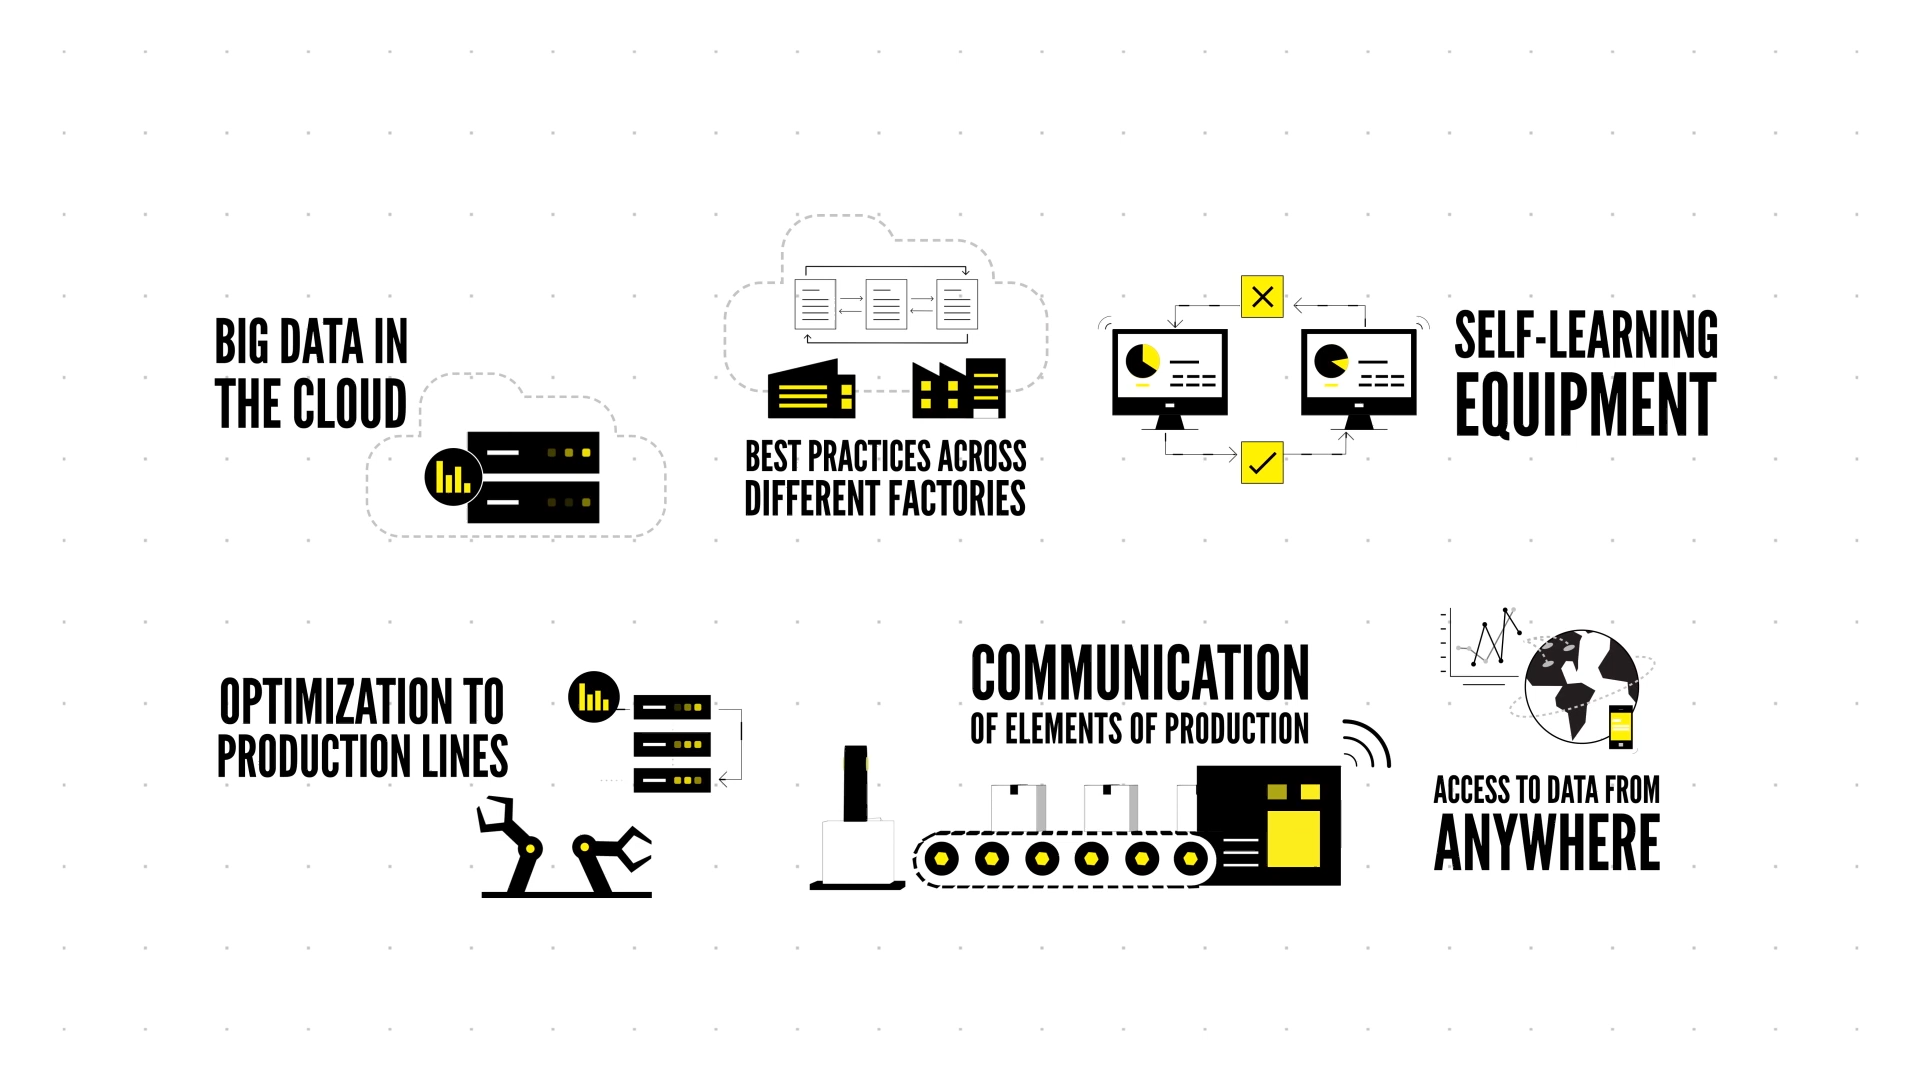 BIG DATA IN
THE CLOUD
BEST PRACTICES ACROSS
DIFFERENT FACTORIES
SELF-LEARNING
EQUIPMENT
OPTIMIZATION TO
PRODUCTION LINES
COMMUNICATION
OF ELEMENTS OF PRODUCTION
ACCESS TO DATA FROM
ANYWHERE